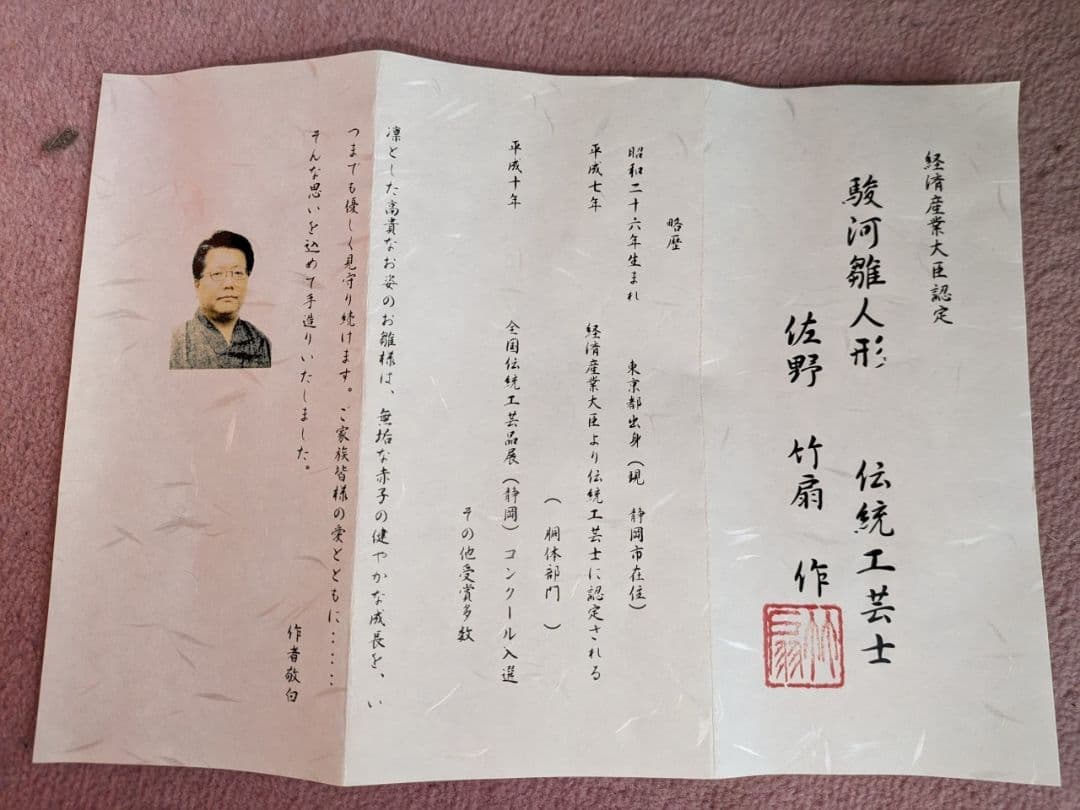 経済産業大臣認定
駿河雛人形　伝統工芸士
佐野　竹扇　作
竹扇
略歴
昭和二十六年生まれ　東京都出身（現　静岡市在住）
平成七年　経済産業大臣より伝統工芸士に認定される
（胴体部門）
平成十年　全国伝統工芸品展（静岡）コンクール入選
その他受賞多数
凛とした高貴なお姿のお雛様は、無垢な赤子の健やかな成長を、い
つまでも優しく見守り続けます。ご家族皆様の愛とともに・・・・
そんな思いを込めて手造りいたしました。
作者敬白